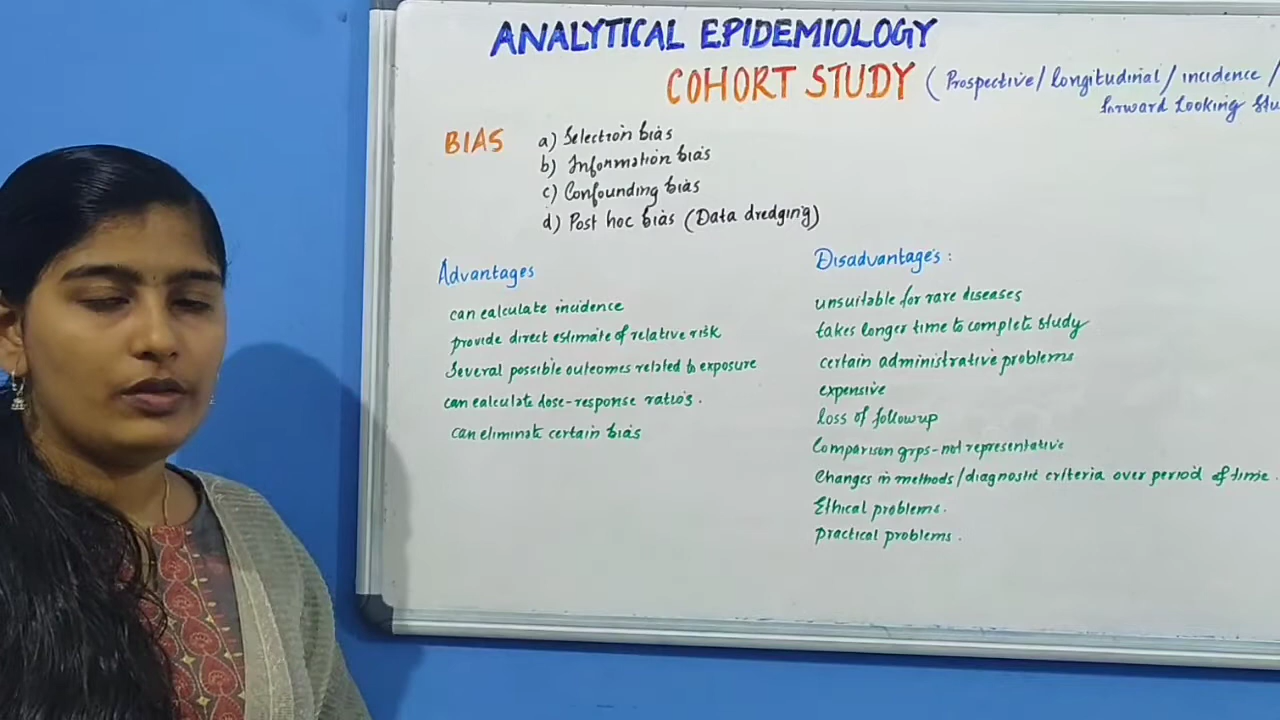 ANALYTICAL EPIDEMIOLOGY
COHORT STUDY (Prospective/longitudinal/incidence/
forward Looking Stu
BIAS a) Selection bias
b) Information bias
c) Confounding bias
d) Post hoc bias (Data dredging)
Advantages
can calculate incidence
provide direct estimate of relative risk
Several possible outcomes related to exposure
can calculate dose-response ratios.
can eliminate certain bias
Disadvantages:
unsuitable for rare diseases
takes longer time to complete study
certain administrative problems
expensive
loss of followup
Comparison grps-not representative
Changes in methods/diagnostic criteria over period of time.
Ethical problems.
practical problems.